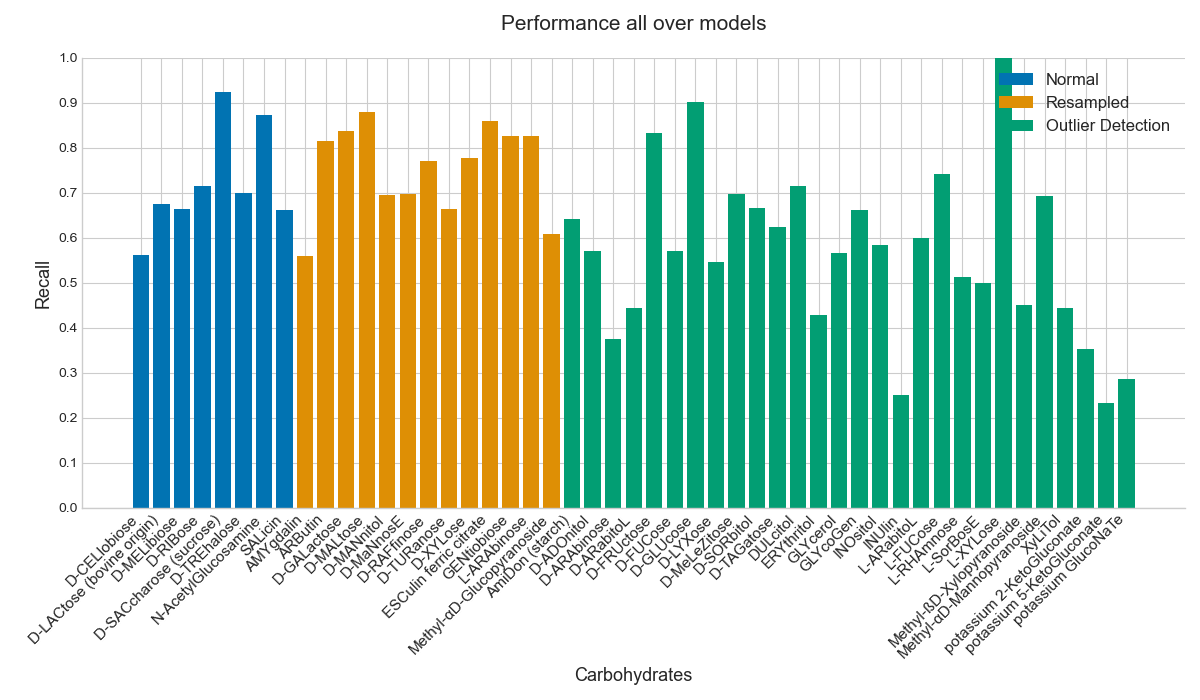 Performance all over models
1.0
0.9
0.8
0.7
0.6
0.5
0.4
0.3
0.2
0.1
0.0
Recall
Normal
Resampled
Outlier Detection
D-CELlobiose
D-LACtose (bovine origin)
D-MELibiose
D-RIBose
D-SACcharose (sucrose)
D-TREhalose
N-AcetylGlucosamine
SALicin
AMYgdalin
ARButin
D-GALactose
D-MALtose
D-MANnitol
D-MaNnosE
D-RAFfinose
D-TURanose
D-XYLose
ESCulin ferric citrate
GENtiobiose
L-ARAbinose
Methyl-αD-Glucopyranoside
AmiDon (starch)
D-ADOnitol
D-ARAbinose
D-ARabitoL
D-FRUctose
D-FUCose
D-GLUcose
D-LYXose
D-MeLeZitose
D-SORbitol
D-TAGatose
DULcitol
ERYthritol
GLYcerol
GLYcoGen
INOsitol
INUlin
L-ARabitoL
L-FUCose
L-RHAmnose
L-SorBosE
L-XYLose
Methyl-ßD-Xylopyranoside
Methyl-αD-Mannopyranoside
XyLiTol
potassium 2-KetoGluconate
potassium 5-KetoGluconate
potassium GlucoNaTe
Carbohydrates